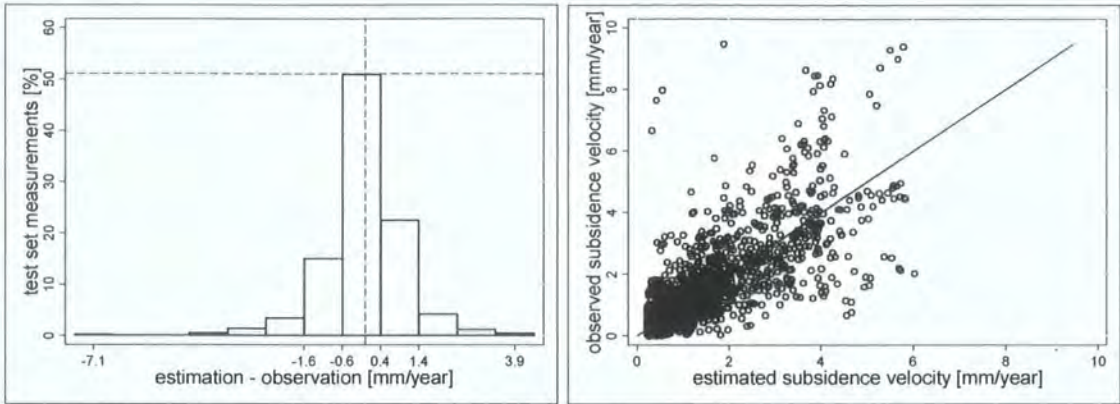 test set measurements [%]
60
50
40
30
20
10
0
-7.1 -1.6 -0.6 0.4 1.4 3.9
estimation - observation [mm/year]
observed subsidence velocity [mm/year]
10
8
6
4
2
0
0 2 4 6 8 10
estimated subsidence velocity [mm/year]